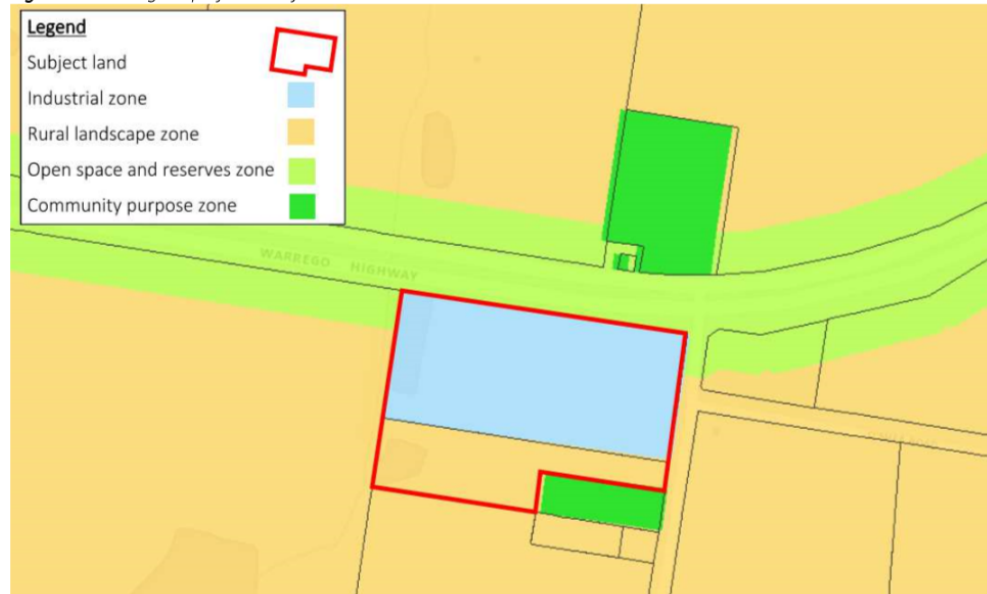 Legend
Subject land
Industrial zone
Rural landscape zone
Open space and reserves zone
Community purpose zone
WARREGO HIGHWAY